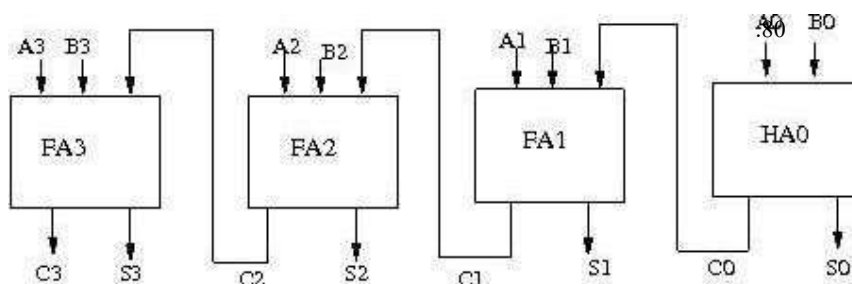 A3 B3 A2 B2 A1 B1 A0 B0
:80
FA3 FA2 FA1 HA0
C3 S3 C2 S2 C1 S1 C0 S0